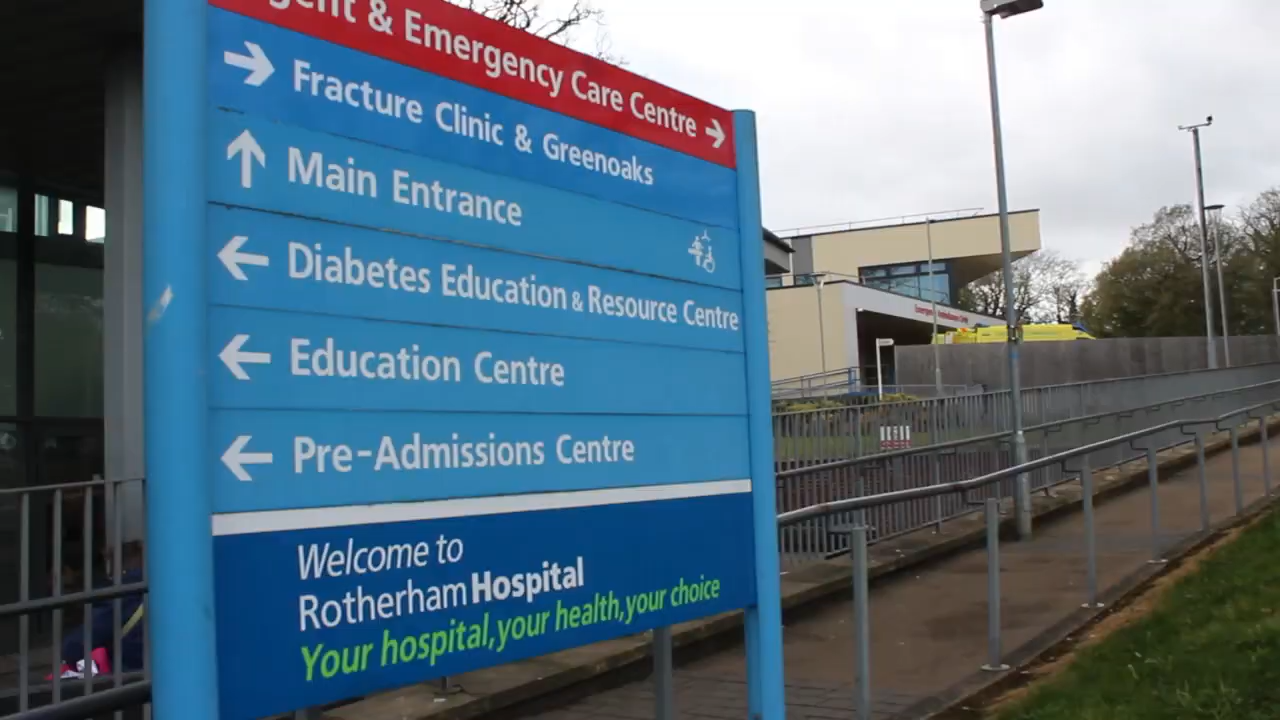 & Emergency Care Centre
Fracture Clinic & Greenoaks
Main Entrance
Diabetes Education & Resource Centre
Education Centre
Pre-Admissions Centre
Welcome to
Rotherham Hospital
Your hospital, your health, your choice